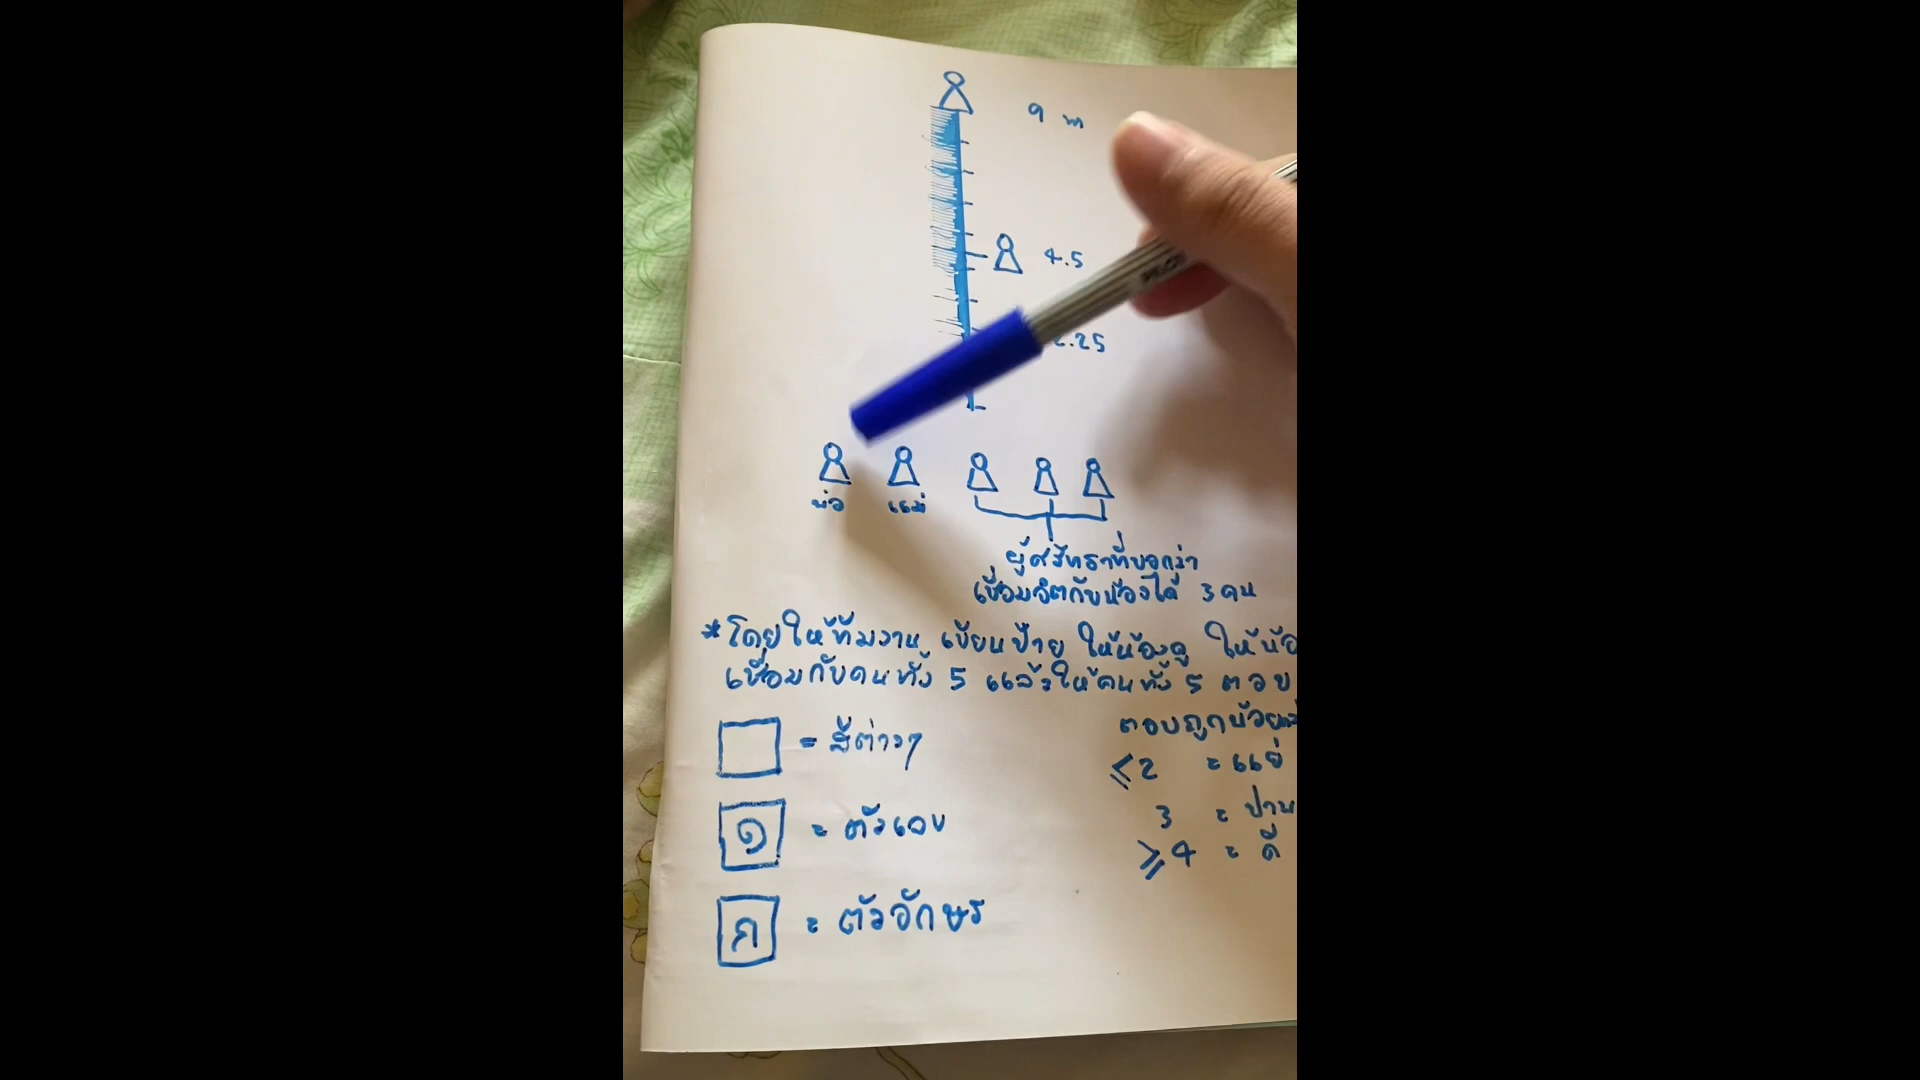 9 m
4.5
2.25
พ่อ แม่
ผู้ศรัทธาที่บอกว่า
เชื่อมจิตกับน้องได้ 3 คน
*โดยให้ทีมงาน เขียนป้าย ให้น้องดู ให้น้อ
เชื่อมกับคนทั้ง 5 แล้วให้คนทั้ง 5 ตอบ
= สีต่างๆ
๑ = ตัวเลข
ก = ตัวอักษร
ตอบถูกน้อย
≤2 = แย่
3 = ปาน
≥4 = ดี